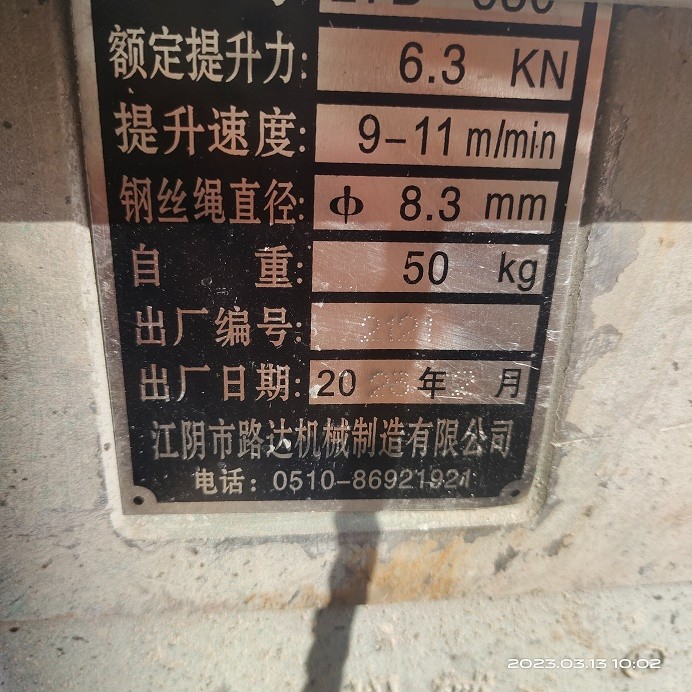 额定提升力: 6.3 KN
提升速度: 9-11 m/min
钢丝绳直径: ф 8.3 mm
自 重: 50 kg
出厂编号: 2121
出厂日期: 20 年 月
江阴市路达机械制造有限公司
电话: 0510-86921921
2023.03.13 10:02